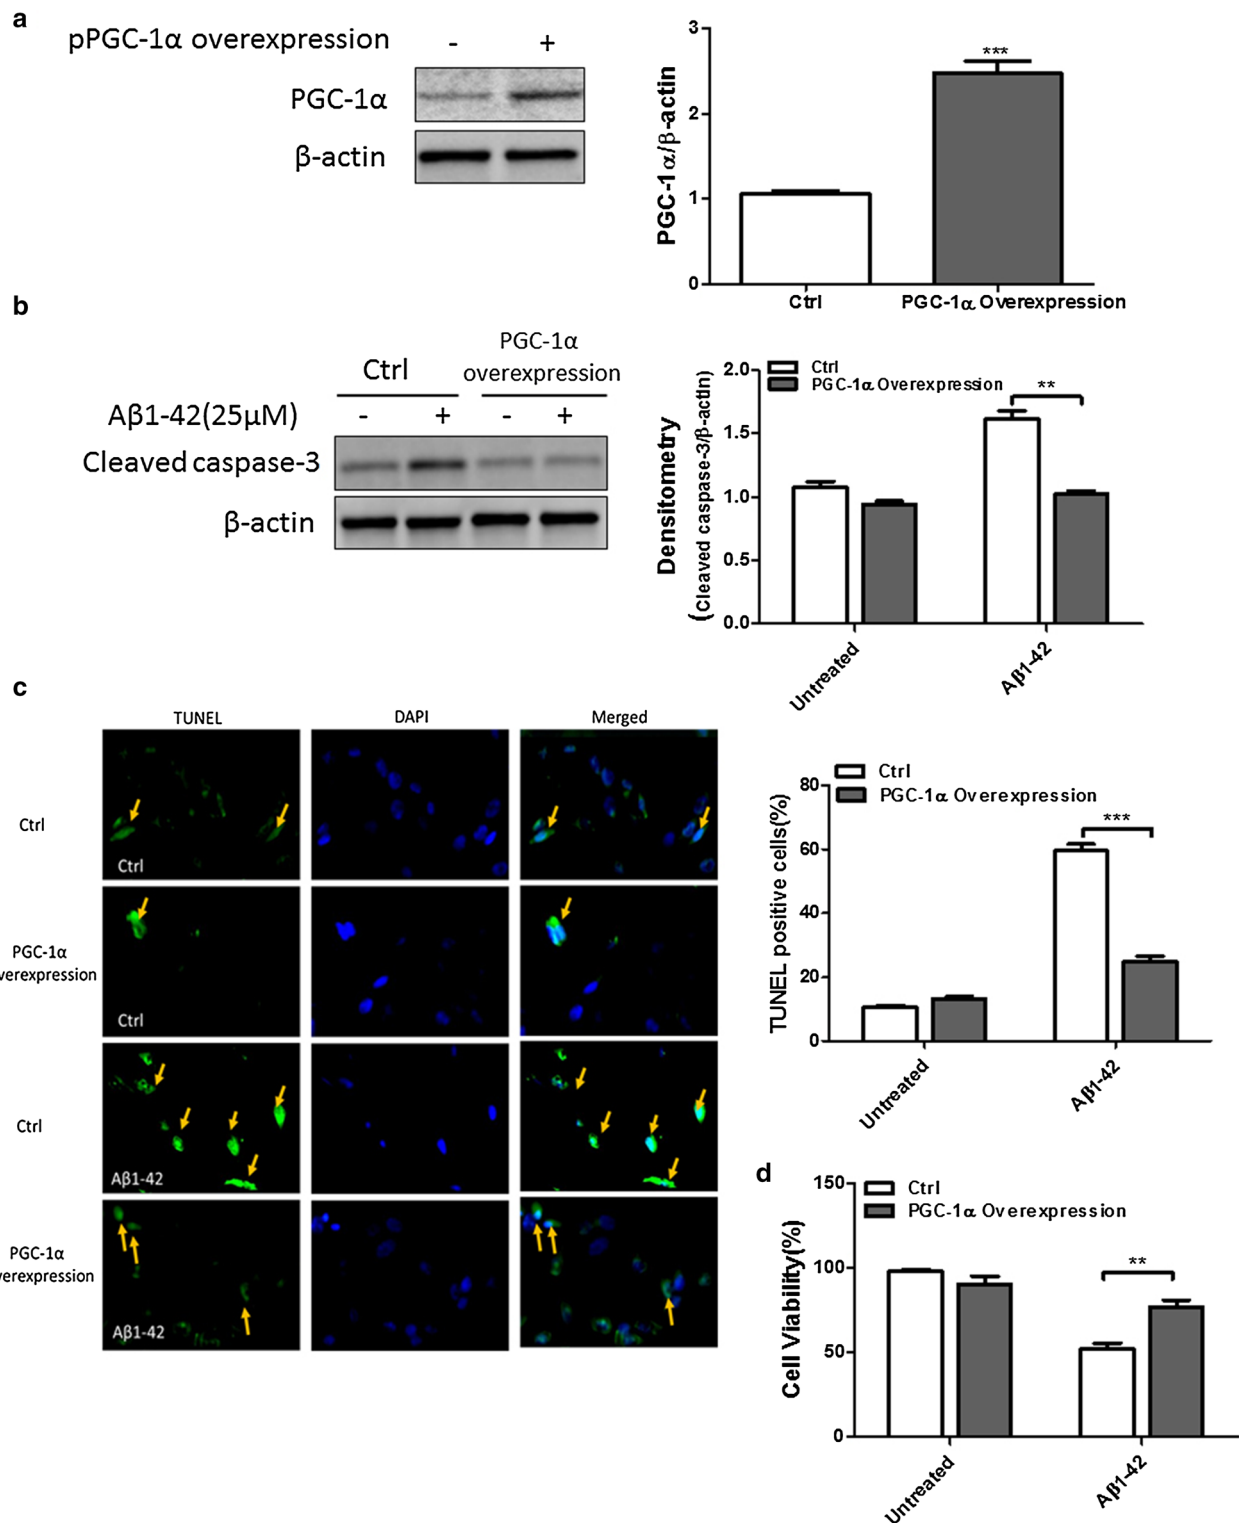 a
pPGC-1α overexpression - +
PGC-1α
β-actin
3
2
1
0
PGC-1α/β-actin
***
Ctrl PGC-1α Overexpression
b
Ctrl PGC-1α
overexpression
Aβ1-42(25μM) - + - +
Cleaved caspase-3
β-actin
Ctrl
PGC-1α Overexpression
2.0
1.5
1.0
0.5
0.0
Densitometry
(Cleaved caspase-3/β-actin)
**
Untreated Aβ1-42
c
TUNEL DAPI Merged
Ctrl
Ctrl
PGC-1α
verexpression
Ctrl
Ctrl
Aβ1-42
PGC-1α
verexpression
Aβ1-42
Ctrl
PGC-1α Overexpression
80
60
40
20
0
TUNEL positive cells(%)
***
Untreated Aβ1-42
d
Ctrl
PGC-1α Overexpression
150
100
50
0
Cell Viability(%)
**
Untreated Aβ1-42